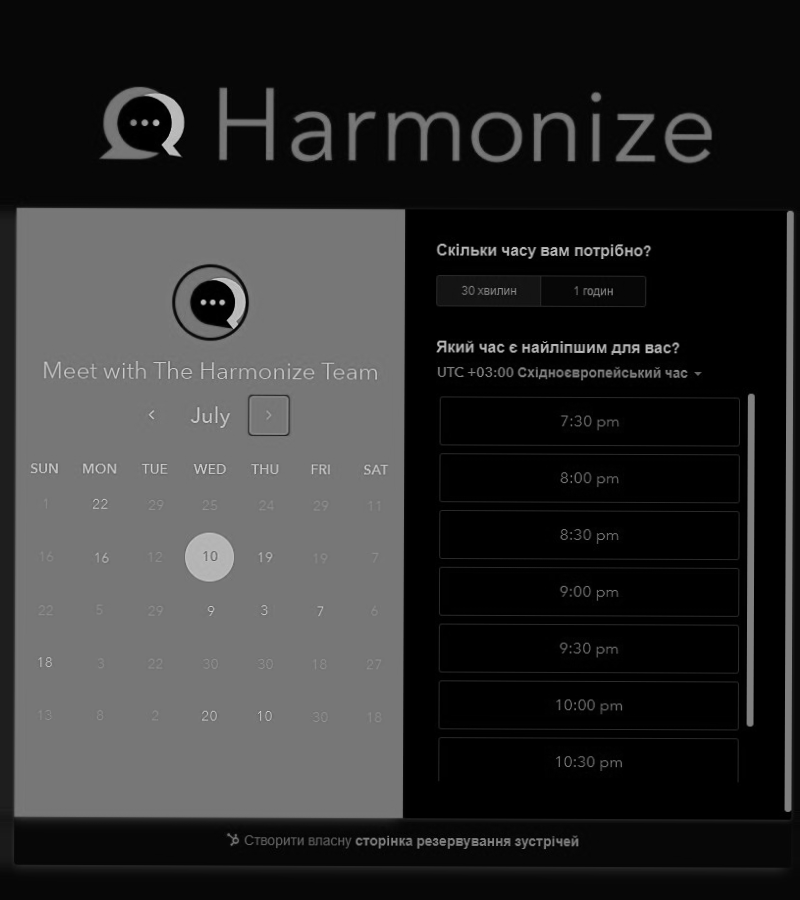 Harmonize
Meet with The Harmonize Team
July
SUN MON TUE WED THU FRI SAT
1 22 29 25 24 29 11
16 16 12 10 19 19 7
22 5 29 9 3 7 6
18 3 22 30 30 18 27
13 8 2 20 10 30 18
Скільки часу вам потрібно?
30 хвилин 1 годин
Який час є найліпшим для вас?
UTC +03:00 Східноєвропейський час
7:30 pm
8:00 pm
8:30 pm
9:00 pm
9:30 pm
10:00 pm
10:30 pm
Створити власну сторінка резервування зустрічей